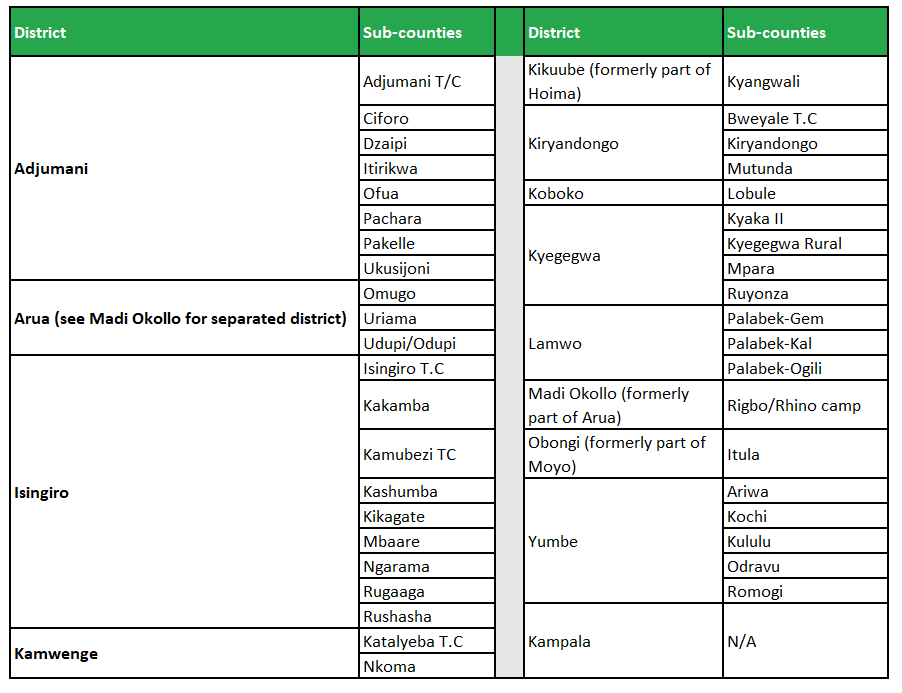 District Sub-counties District Sub-counties
Adjumani
Adjumani T/C
Ciforo
Dzaipi
Itirikwa
Ofua
Pachara
Pakelle
Ukusijoni
Arua (see Madi Okollo for separated district)
Omugo
Uriama
Udupi/Odupi
Isingiro
Isingiro T.C
Kakamba
Kamubezi TC
Kashumba
Kikagate
Mbaare
Ngarama
Rugaaga
Rushasha
Kamwenge
Katalyeba T.C
Nkoma
Kikuube (formerly part of
Hoima)
Kyangwali
Kiryandongo
Bweyale T.C
Kiryandongo
Mutunda
Koboko
Lobule
Kyegegwa
Kyaka II
Kyegegwa Rural
Mpara
Ruyonza
Lamwo
Palabek-Gem
Palabek-Kal
Palabek-Ogili
Madi Okollo (formerly
part of Arua)
Rigbo/Rhino camp
Obongi (formerly part of
Moyo)
Itula
Yumbe
Ariwa
Kochi
Kululu
Odravu
Romogi
Kampala
N/A